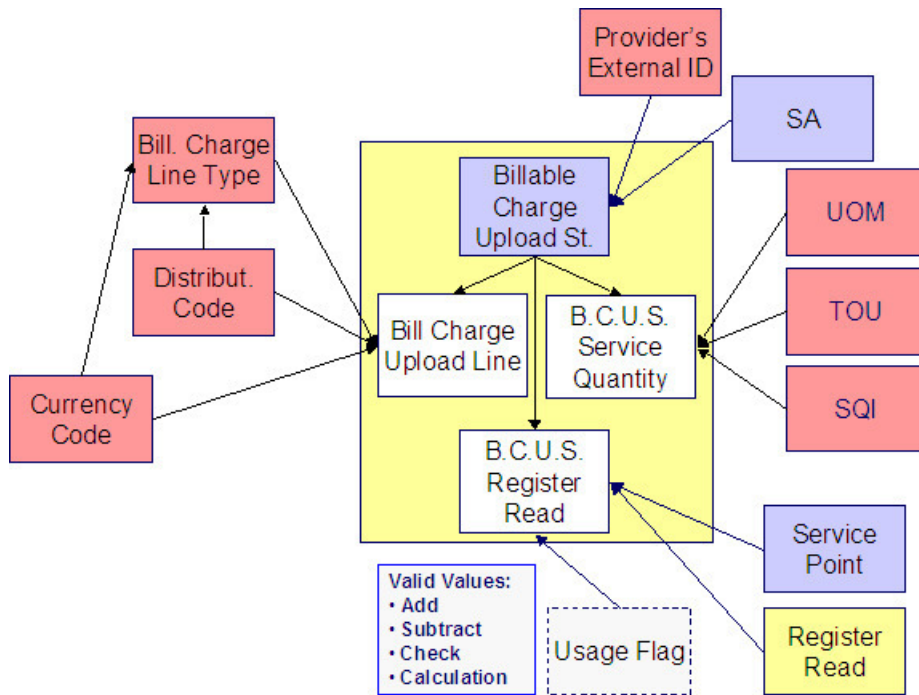 Provider's
External ID
SA
Bill. Charge
Line Type
Billable
Charge
Upload St.
UOM
Distribut.
Code
TOU
Bill Charge
Upload Line
B.C.U.S.
Service
Quantity
Currency
Code
SQI
B.C.U.S.
Register
Read
Service
Point
Valid Values:
• Add
• Subtract
• Check
• Calculation
Usage Flag
Register
Read